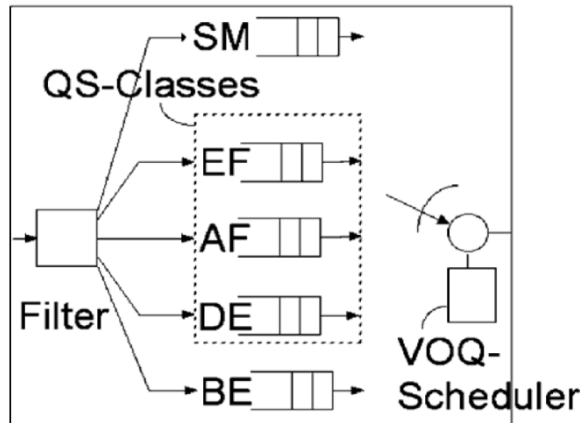 SM
QS-Classes
EF
AF
Filter
DE
VOQ-
Scheduler
BE